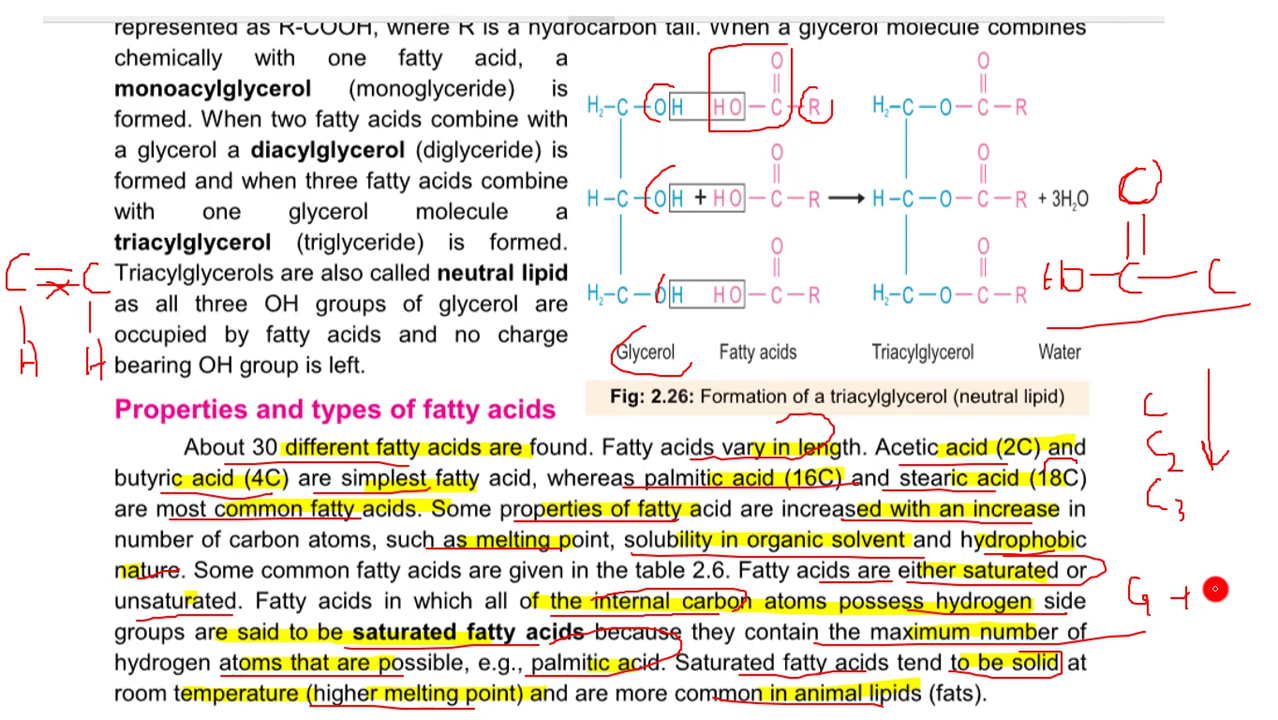 represented as R-COOH, where R is a hydrocarbon tail. When a glycerol molecule combines
chemically with one fatty acid, a
monoacylglycerol (monoglyceride) is
formed. When two fatty acids combine with
a glycerol a diacylglycerol (diglyceride) is
formed and when three fatty acids combine
with one glycerol molecule a
triacylglycerol (triglyceride) is formed.
Triacylglycerols are also called neutral lipid
as all three OH groups of glycerol are
occupied by fatty acids and no charge
bearing OH group is left.
O O
H₂–C–OH HO–C–R H₂–C–O–C–R
O O
H–C–OH + HO–C–R → H–C–O–C–R + 3H₂O
O O
H₂–C–OH HO–C–R H₂–C–O–C–R
Glycerol Fatty acids Triacylglycerol Water
Fig: 2.26: Formation of a triacylglycerol (neutral lipid)
C=C
H H
O
HO–C–C
C
C₂
C₃
G +
Properties and types of fatty acids
About 30 different fatty acids are found. Fatty acids vary in length. Acetic acid (2C) and
butyric acid (4C) are simplest fatty acid, whereas palmitic acid (16C) and stearic acid (18C)
are most common fatty acids. Some properties of fatty acid are increased with an increase in
number of carbon atoms, such as melting point, solubility in organic solvent and hydrophobic
nature. Some common fatty acids are given in the table 2.6. Fatty acids are either saturated or
unsaturated. Fatty acids in which all of the internal carbon atoms possess hydrogen side
groups are said to be saturated fatty acids because they contain the maximum number of
hydrogen atoms that are possible, e.g., palmitic acid. Saturated fatty acids tend to be solid at
room temperature (higher melting point) and are more common in animal lipids (fats).